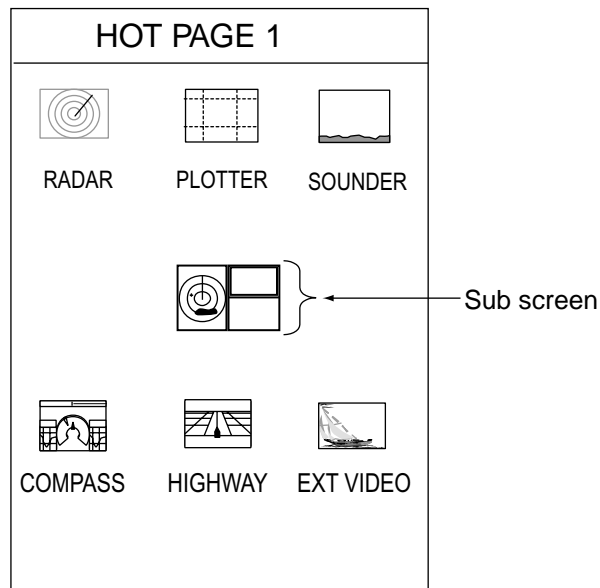 HOT PAGE 1
RADAR PLOTTER SOUNDER
Sub screen
COMPASS HIGHWAY EXT VIDEO